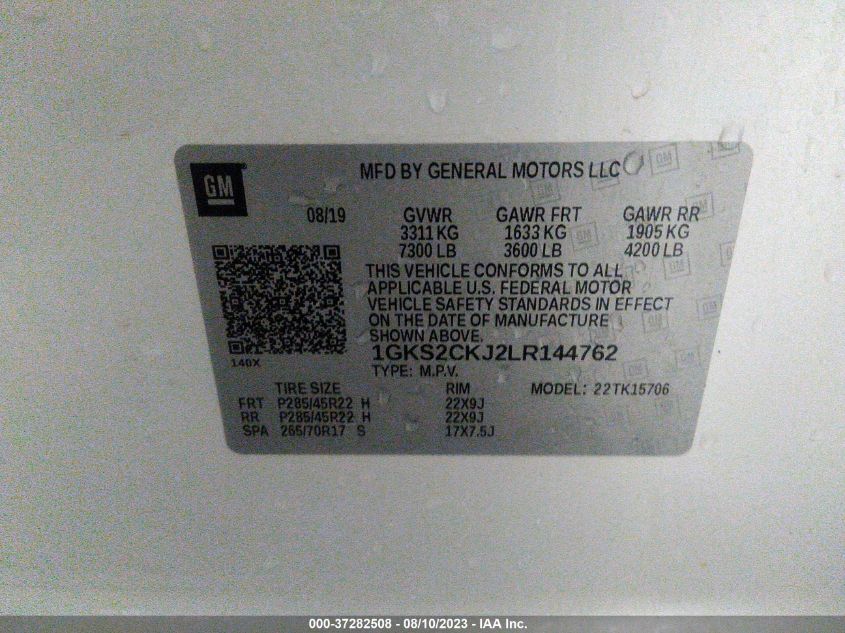 GM
MFD BY GENERAL MOTORS LLC
08/19 GVWR GAWR FRT GAWR RR
3311 KG 1633 KG 1905 KG
7300 LB 3600 LB 4200 LB
THIS VEHICLE CONFORMS TO ALL
APPLICABLE U.S. FEDERAL MOTOR
VEHICLE SAFETY STANDARDS IN EFFECT
ON THE DATE OF MANUFACTURE
SHOWN ABOVE.
140X
1GKS2CKJ2LR144762
TYPE: M.P.V.
TIRE SIZE RIM MODEL: 22TK15706
FRT P285/45R22 H 22X9J
RR P285/45R22 H 22X9J
SPA 265/70R17 S 17X7.5J
000-37282508 - 08/10/2023 - IAA Inc.